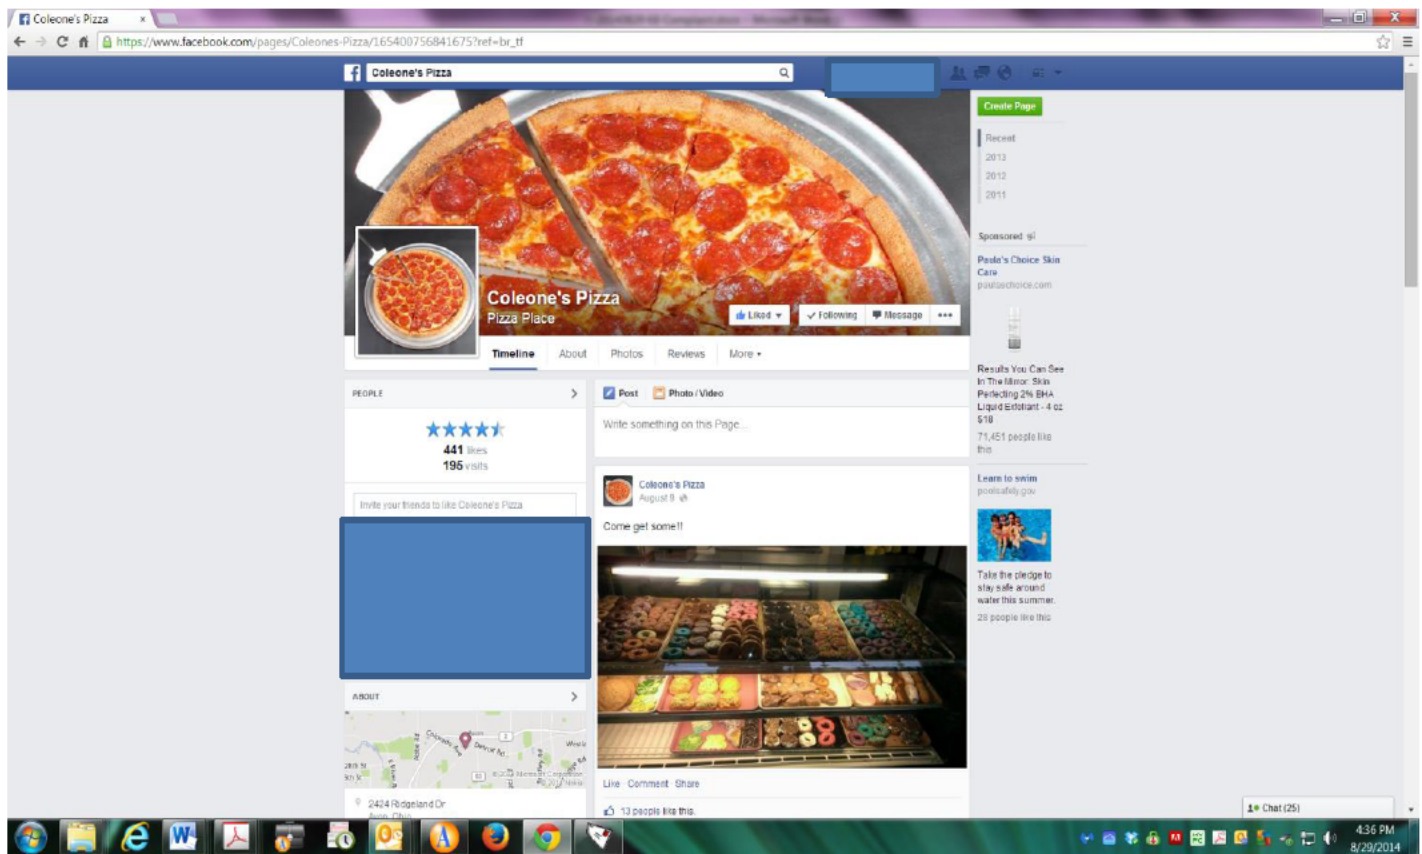 Coleone's Pizza
https://www.facebook.com/pages/Coleones-Pizza/165400756841675?ref=br_tf
Coleone's Pizza
Coleone's Pizza
Pizza Place
Liked
Following
Message
Timeline
About
Photos
Reviews
More
PEOPLE
441 likes
195 visits
Invite your friends to like Coleone's Pizza
ABOUT
Detroit Rd
2424 Ridgeland Dr
Avon, Ohio
Post
Photo / Video
Write something on this Page...
Coleone's Pizza
August 9
Come get some!!
Like · Comment · Share
13 people like this.
Create Page
Recent
2013
2012
2011
Sponsored
Paula's Choice Skin
Care
paulaschoice.com
Results You Can See
In The Mirror: Skin
Perfecting 2% BHA
Liquid Exfoliant - 4 oz
$18
71,451 people like
this
Learn to swim
poolsafely.gov
Take the pledge to
stay safe around
water this summer.
28 people like this
Chat (25)
4:36 PM
8/29/2014